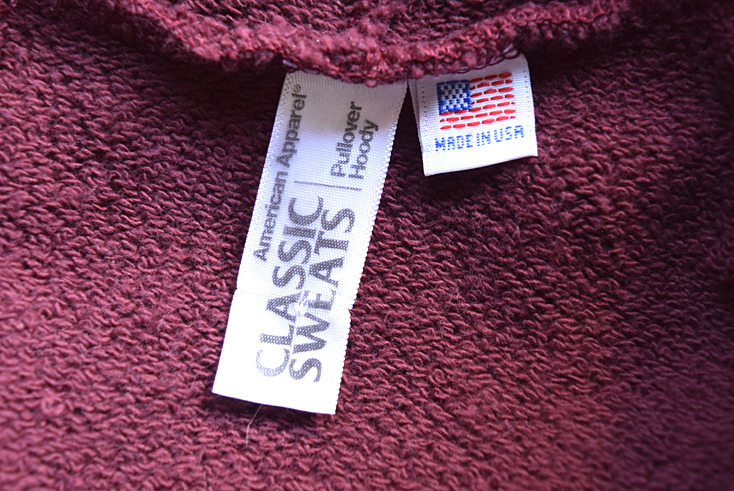 American Apparel®
CLASSIC
SWEATS
Pullover
Hoody
MADE IN USA